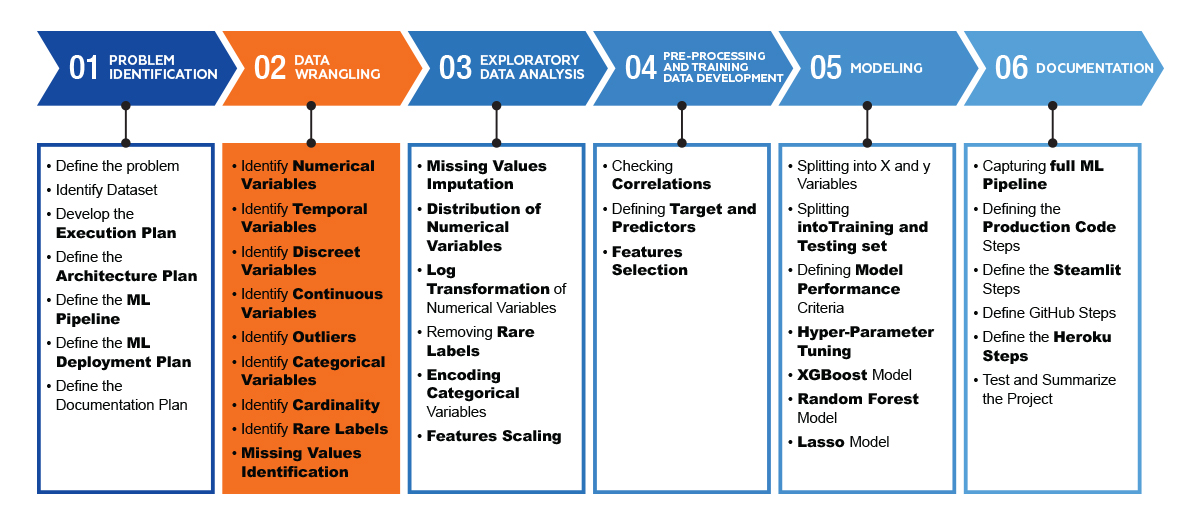 01 PROBLEM
IDENTIFICATION
02 DATA
WRANGLING
03 EXPLORATORY
DATA ANALYSIS
04 PRE-PROCESSING
AND TRAINING
DATA DEVELOPMENT
05 MODELING
06 DOCUMENTATION
• Define the problem
• Identify Dataset
• Develop the
Execution Plan
• Define the
Architecture Plan
• Define the ML
Pipeline
• Define the ML
Deployment Plan
• Define the
Documentation Plan
• Identify Numerical
Variables
• Identify Temporal
Variables
• Identify Discreet
Variables
• Identify Continuous
Variables
• Identify Outliers
• Identify Categorical
Variables
• Identify Cardinality
• Identify Rare Labels
• Missing Values
Identification
• Missing Values
Imputation
• Distribution of
Numerical
Variables
• Log
Transformation of
Numerical Variables
• Removing Rare
Labels
• Encoding
Categorical
Variables
• Features Scaling
• Checking
Correlations
• Defining Target and
Predictors
• Features
Selection
• Splitting into X and y
Variables
• Splitting
intoTraining and
Testing set
• Defining Model
Performance
Criteria
• Hyper-Parameter
Tuning
• XGBoost Model
• Random Forest
Model
• Lasso Model
• Capturing full ML
Pipeline
• Defining the
Production Code
Steps
• Define the Steamlit
Steps
• Define GitHub Steps
• Define the Heroku
Steps
• Test and Summarize
the Project